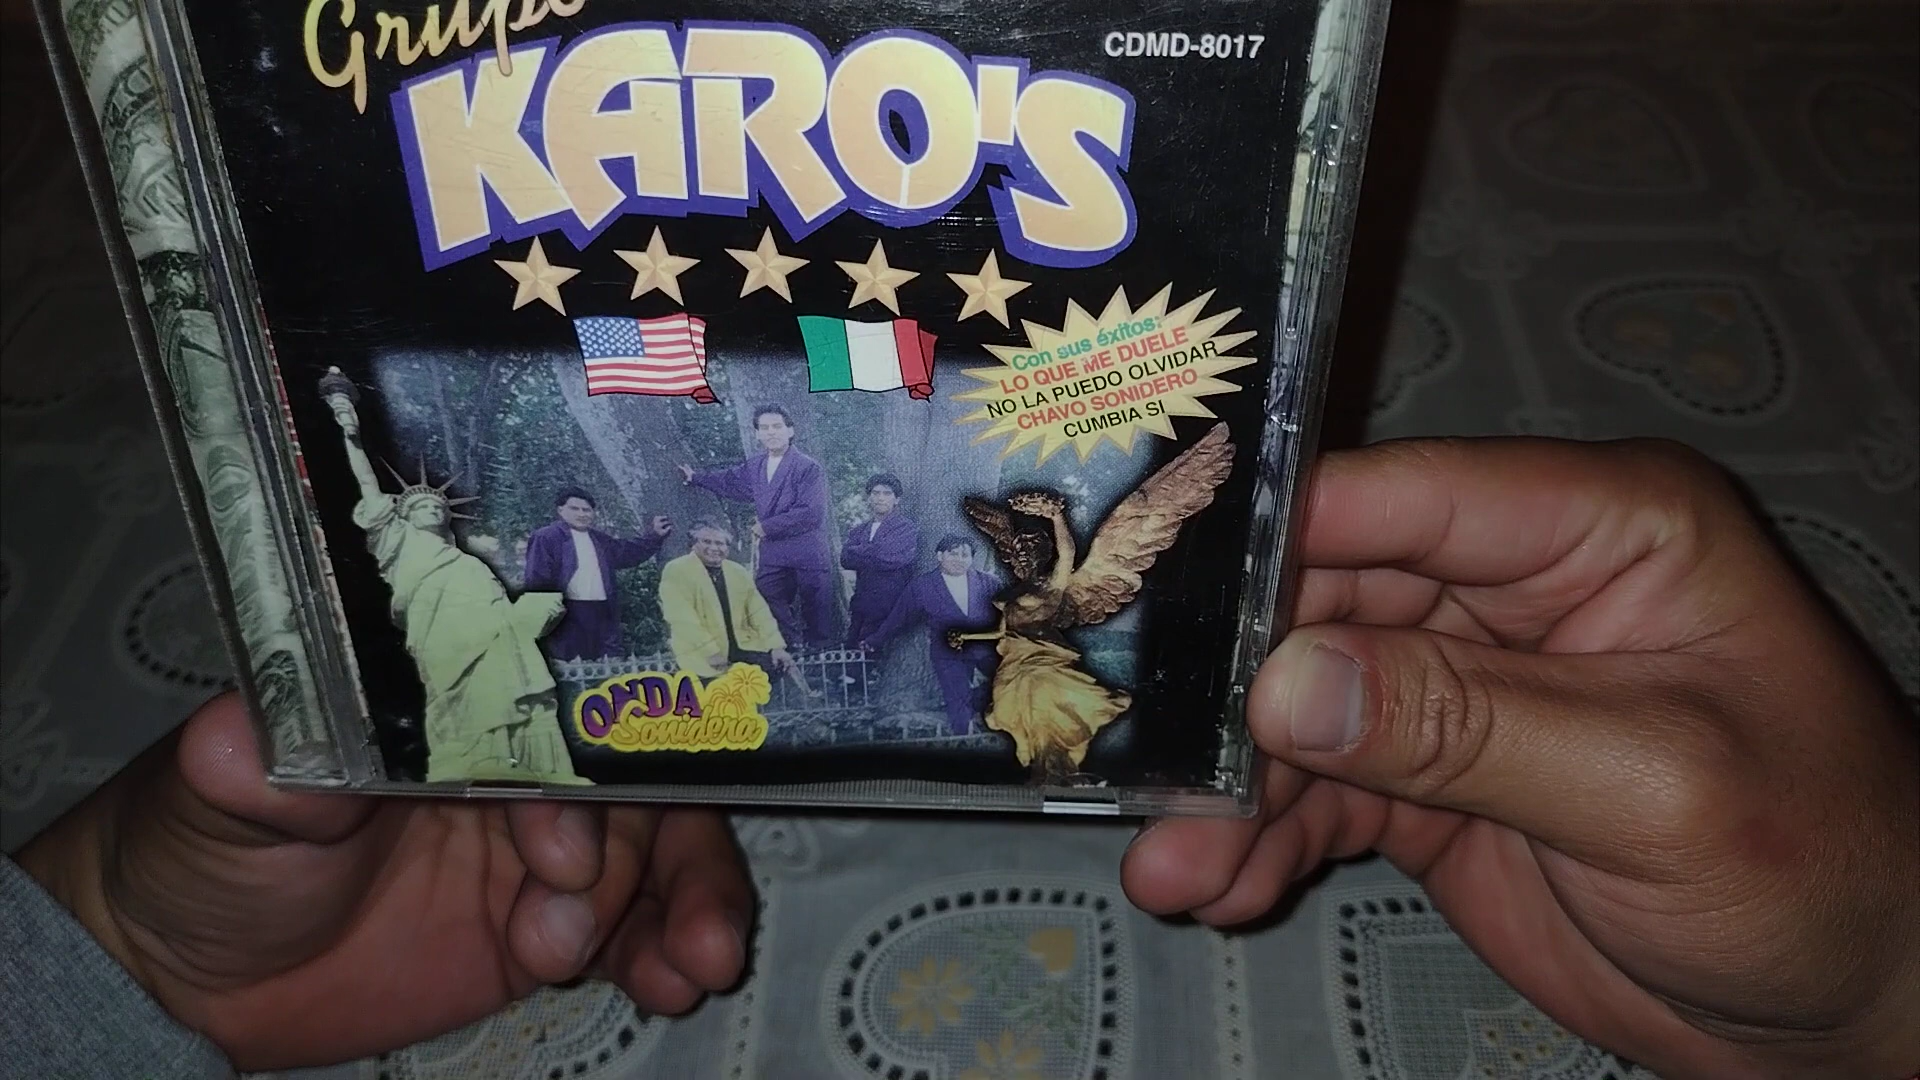 Grupo
KARO'S
CDMD-8017
Con sus éxitos:
LO QUE ME DUELE
NO LA PUEDO OLVIDAR
CHAVO SONIDERO
CUMBIA SI
ONDA
Sonidera